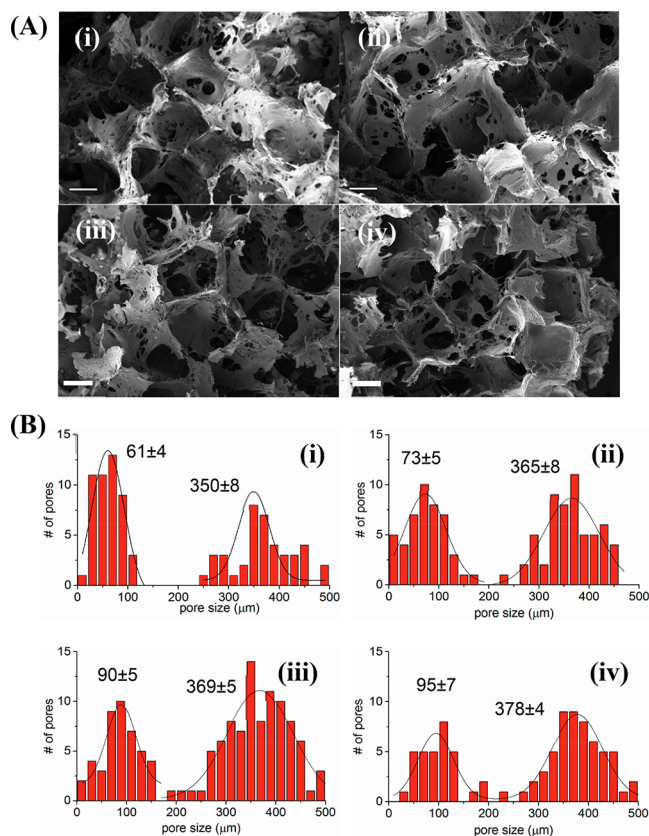 (A)
(i)
(ii)
(iii)
(iv)
(B)
15
10
5
0
# of pores
61±4
350±8
(i)
0 100 200 300 400 500
pore size (μm)
15
10
5
0
# of pores
73±5
365±8
(ii)
0 100 200 300 400 500
pore size (μm)
15
10
5
0
# of pores
90±5
369±5
(iii)
0 100 200 300 400 500
pore size (μm)
15
10
5
0
# of pores
95±7
378±4
(iv)
0 100 200 300 400 500
pore size (μm)